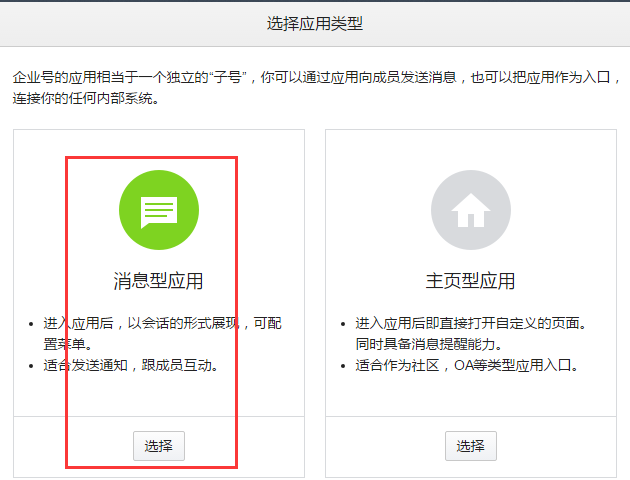 选择应用类型
企业号的应用相当于一个独立的“子号”，你可以通过应用向成员发送消息，也可以把应用作为入口，
连接你的任何内部系统。
消息型应用
进入应用后，以会话的形式展现，可配
置菜单。
适合发送通知，跟成员互动。
选择
主页型应用
进入应用后即直接打开自定义的页面。
同时具备消息提醒能力。
适合作为社区，OA等类型应用入口。
选择